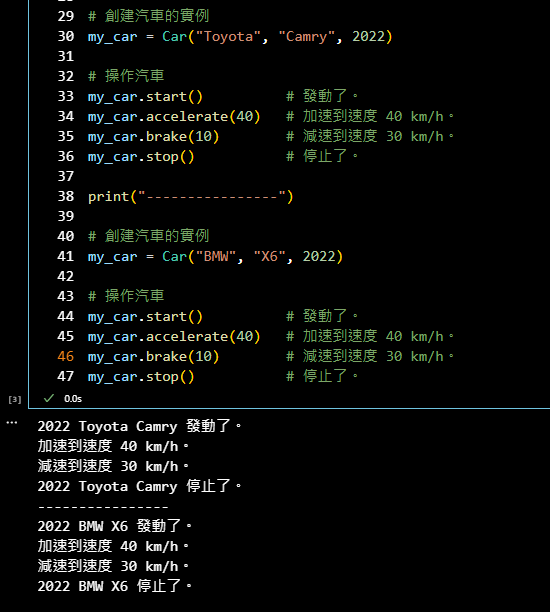 29 # 創建汽車的實例
30 my_car = Car("Toyota", "Camry", 2022)
31
32 # 操作汽車
33 my_car.start()          # 發動了。
34 my_car.accelerate(40)   # 加速到速度 40 km/h。
35 my_car.brake(10)        # 減速到速度 30 km/h。
36 my_car.stop()           # 停止了。
37
38 print("----------------")
39
40 # 創建汽車的實例
41 my_car = Car("BMW", "X6", 2022)
42
43 # 操作汽車
44 my_car.start()          # 發動了。
45 my_car.accelerate(40)   # 加速到速度 40 km/h。
46 my_car.brake(10)        # 減速到速度 30 km/h。
47 my_car.stop()           # 停止了。
[3] ✓ 0.0s
... 2022 Toyota Camry 發動了。
加速到速度 40 km/h。
減速到速度 30 km/h。
2022 Toyota Camry 停止了。
----------------
2022 BMW X6 發動了。
加速到速度 40 km/h。
減速到速度 30 km/h。
2022 BMW X6 停止了。